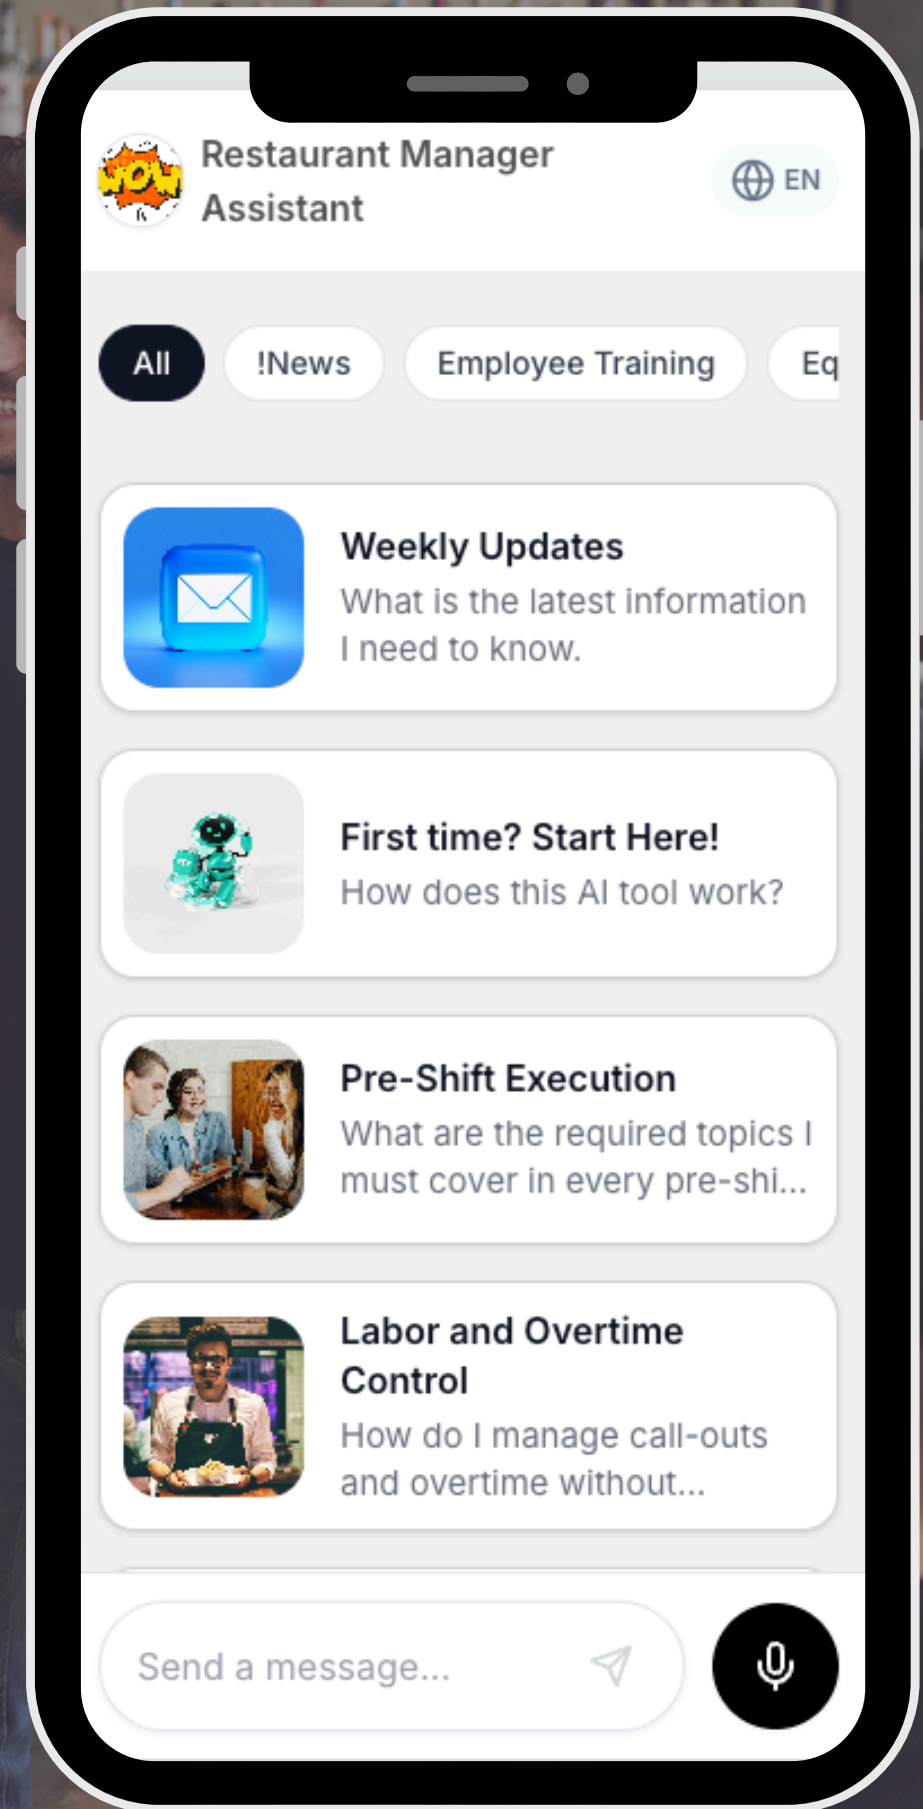 WOW
Restaurant Manager
Assistant
EN
All
!News
Employee Training
Eq
Weekly Updates
What is the latest information
I need to know.
First time? Start Here!
How does this AI tool work?
Pre-Shift Execution
What are the required topics I
must cover in every pre-shi...
Labor and Overtime
Control
How do I manage call-outs
and overtime without...
Send a message...